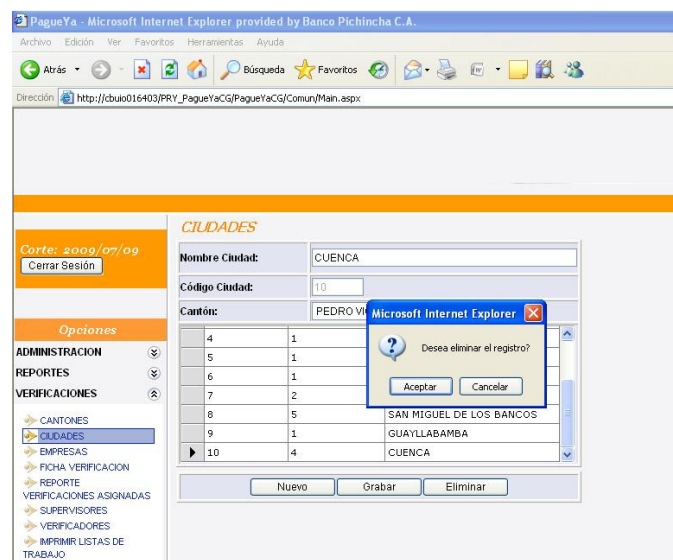 PagueYa - Microsoft Internet Explorer provided by Banco Pichincha C.A.
Archivo Edición Ver Favoritos Herramientas Ayuda
Atrás Búsqueda Favoritos
Dirección http://cbuio016403/PRY_PagueYaCG/PagueYaCG/Comun/Main.aspx
CIUDADES
Corte: 2009/07/09
Cerrar Sesión
Nombre Ciudad: CUENCA
Código Ciudad: 10
Cantón: PEDRO
Microsoft Internet Explorer
Desea eliminar el registro?
Aceptar Cancelar
Opciones
ADMINISTRACION
REPORTES
VERIFICACIONES
CANTONES
CIUDADES
EMPRESAS
FICHA VERIFICACION
REPORTE
VERIFICACIONES ASIGNADAS
SUPERVISORES
VERIFICADORES
IMPRIMIR LISTAS DE
TRABAJO
4 1
5 1
6 1
7 2
8 5 SAN MIGUEL DE LOS BANCOS
9 1 GUAYLLABAMBA
10 4 CUENCA
Nuevo Grabar Eliminar